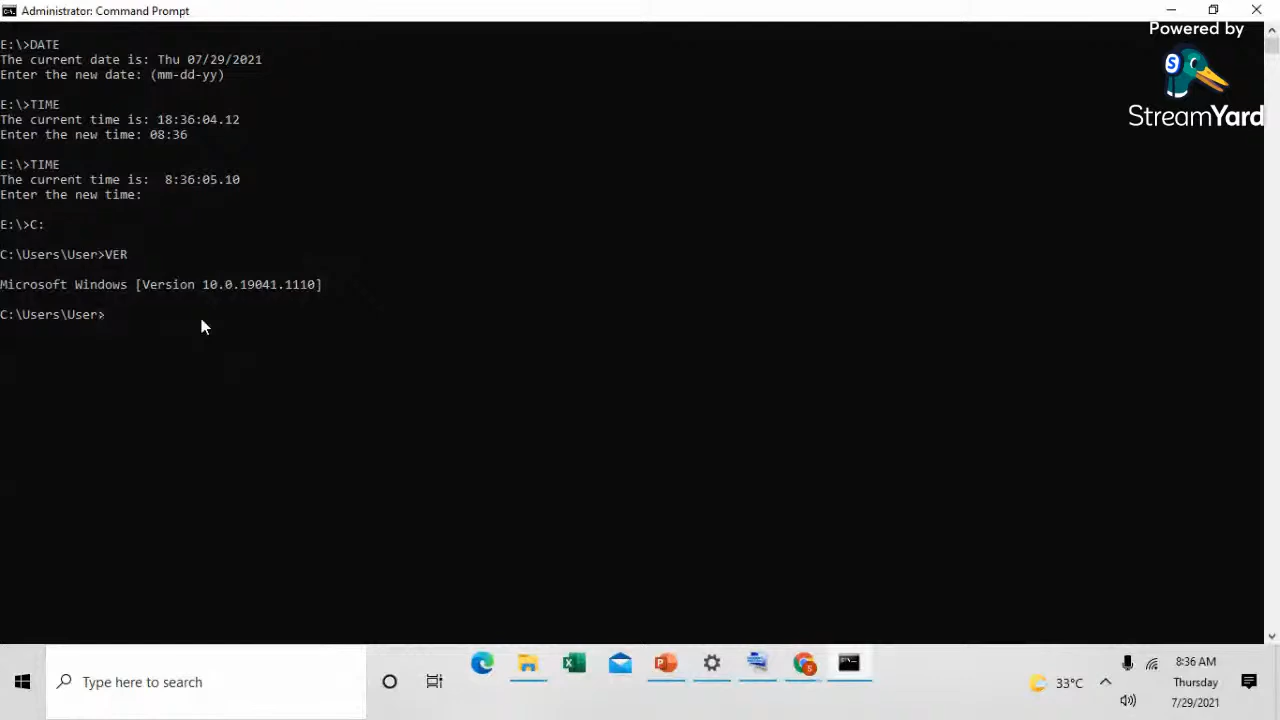 Administrator: Command Prompt
Powered by
StreamYard
E:\>DATE
The current date is: Thu 07/29/2021
Enter the new date: (mm-dd-yy)
E:\>TIME
The current time is: 18:36:04.12
Enter the new time: 08:36
E:\>TIME
The current time is:  8:36:05.10
Enter the new time:
E:\>C:
C:\Users\User>VER
Microsoft Windows [Version 10.0.19041.1110]
C:\Users\User>
Type here to search
33°C
8:36 AM
Thursday
7/29/2021